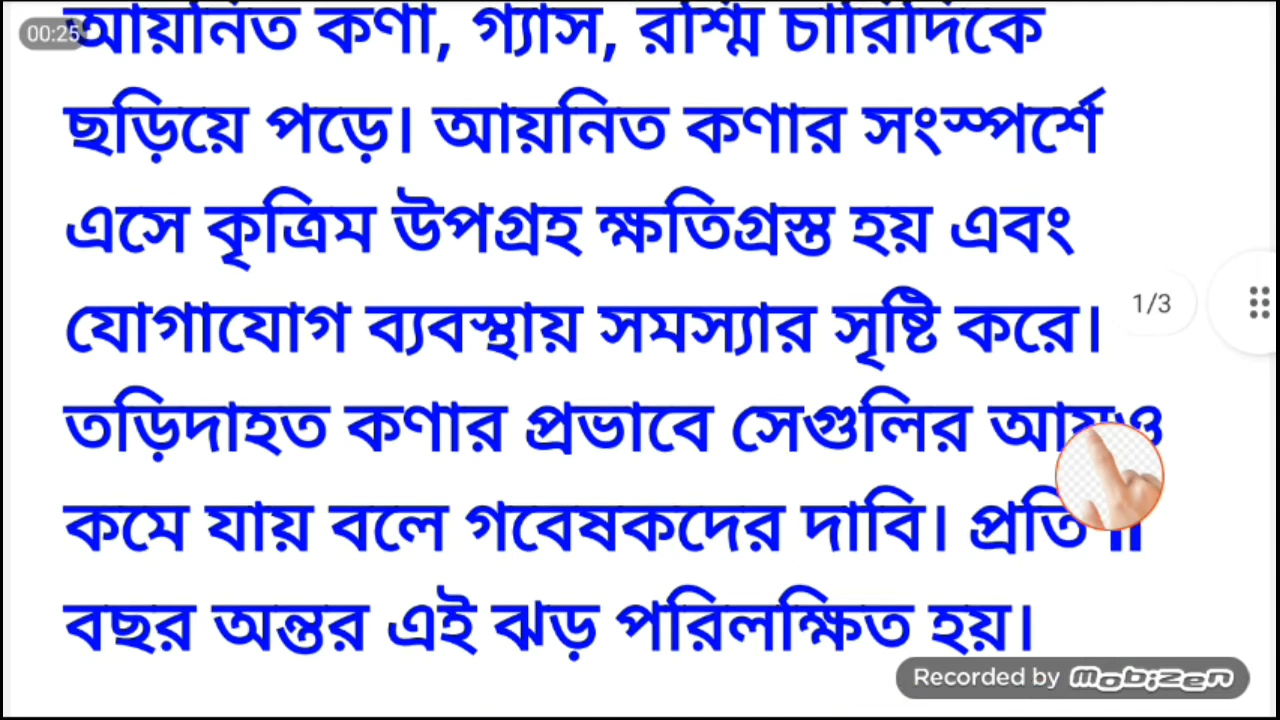 00:25
আয়নিত কণা, গ্যাস, রশ্মি চারিদিকে
ছড়িয়ে পড়ে। আয়নিত কণার সংস্পর্শে
এসে কৃত্রিম উপগ্রহ ক্ষতিগ্রস্ত হয় এবং
যোগাযোগ ব্যবস্থায় সমস্যার সৃষ্টি করে।
1/3
তড়িদাহত কণার প্রভাবে সেগুলির আয়ুও
কমে যায় বলে গবেষকদের দাবি। প্রতি 11
বছর অন্তর এই ঝড় পরিলক্ষিত হয়।
Recorded by mobizen